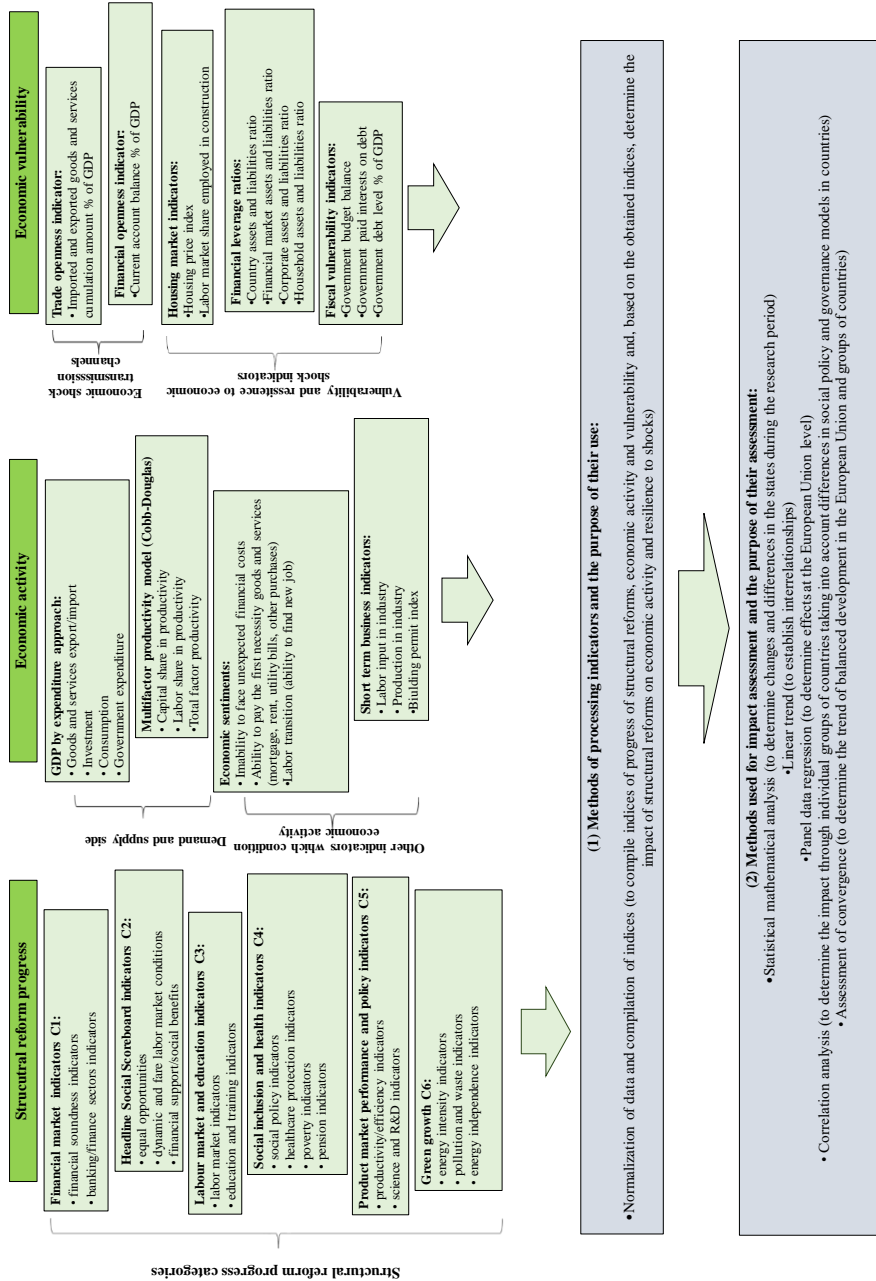 Strucutral reform progress
Structural reform progress categories
Financial market indicators C1:
• financial soundness indicators
• banking/finance sectors indicators
Headline Social Scoreboard indicators C2:
• equal opportunities
• dynamic and fare labor market conditions
• financial support/social benefits
Labour market and education indicators C3:
• labor market indicators
• education and training indicators
Social inclusion and health indicators C4:
• social policy indicators
• healthcare protection indicators
• poverty indicators
• pension indicators
Product market performance and policy indicators C5:
• productivity/efficiency indicators
• science and R&D indicators
Green growth C6:
• energy intensity indicators
• pollution and waste indicators
• energy independence indicators
Economic activity
Demand and supply side
GDP by expenditure approach:
• Goods and services export/import
• Investment
• Consumption
• Government expenditure
Multifactor productivity model (Cobb-Douglas)
• Capital share in productivity
• Labor share in productivity
•Total factor productivity
Other indicators which condition
economic activity
Economic sentiments:
• Inability to face unexpected financial costs
• Ability to pay the first necessity goods and services
(mortgage, rent, utility bills, other purchases)
•Labor transition (ability to find new job)
Short term business indicators:
• Labor input in industry
• Production in industry
•Biulding permit index
Economic vulnerability
Economic shock
transmisssion
channels
Trade openness indicator:
• Imported and exported goods and services
cumulation amount % of GDP
Financial openness indicator:
•Current account balance % of GDP
Vulnerability and ressitence to economic
shock indicators
Housing market indicators:
•Housing price index
•Labor market share employed in construction
Financial leverage ratios:
•Country assets and liabilities ratio
•Financial market assets and liabilities ratio
•Corporate assets and liabilities ratio
•Household assets and liabilities ratio
Fiscal vulnerability indicators:
•Government budget balance
•Government paid interests on debt
•Government debt level % of GDP
(1) Methods of processing indicators and the purpose of their use:
•Normalization of data and compilation of indices (to compile indices of progress of structural reforms, economic activity and vulnerability and, based on the obtained indices, determine the
impact of structural reforms on economic activity and resilience to shocks)
(2) Methods used for impact assessment and the purpose of their assessment:
•Statistical mathematical analysis (to determine changes and differences in the states during the research period)
•Linear trend (to establish interrelationships)
•Panel data regression (to determine effects at the European Union level)
• Correlation analysis (to determine the impact through individual groups of countries taking into account differences in social policy and governance models in countries)
• Assessment of convergence (to determine the trend of balanced development in the European Union and groups of countries)